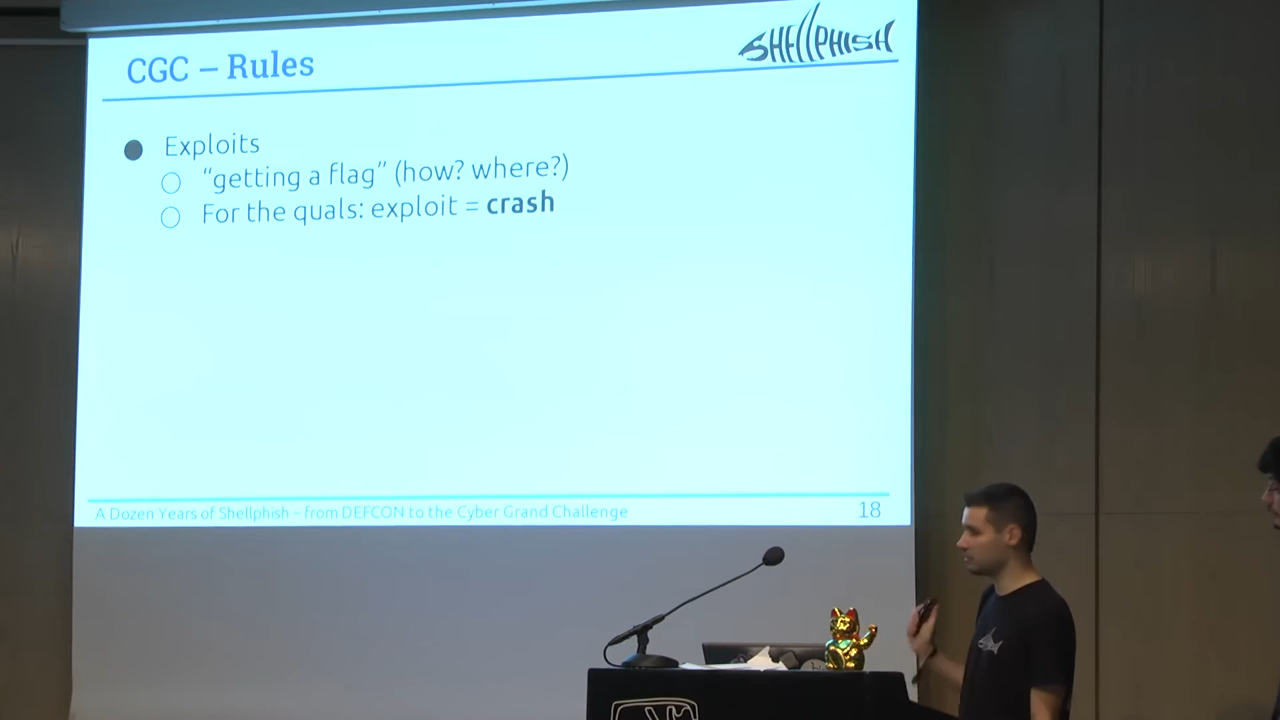 CGC – Rules
SHELLPHISH
Exploits
"getting a flag" (how? where?)
For the quals: exploit = crash
A Dozen Years of Shellphish – from DEFCON to the Cyber Grand Challenge
18